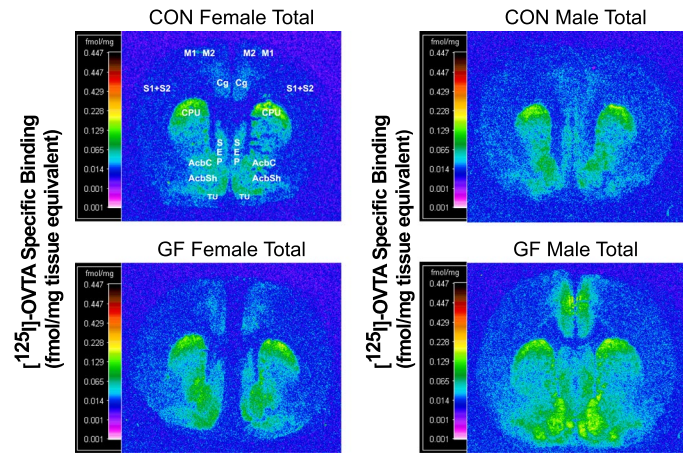 CON Female Total
CON Male Total
[125I]-OVTA Specific Binding
(fmol/mg tissue equivalent)
fmol/mg
0.447
0.447
0.429
0.228
0.129
0.065
0.014
0.001
0.001
M1 M2 M2 M1
Cg Cg
S1+S2 S1+S2
CPU CPU
S S
E E
P P
AcbC AcbC
AcbSh AcbSh
TU TU
[125I]-OVTA Specific Binding
(fmol/mg tissue equivalent)
fmol/mg
0.447
0.447
0.429
0.228
0.129
0.065
0.014
0.001
0.001
GF Female Total
GF Male Total
fmol/mg
0.447
0.447
0.429
0.228
0.129
0.065
0.014
0.001
0.001
fmol/mg
0.447
0.447
0.429
0.228
0.129
0.065
0.014
0.001
0.001